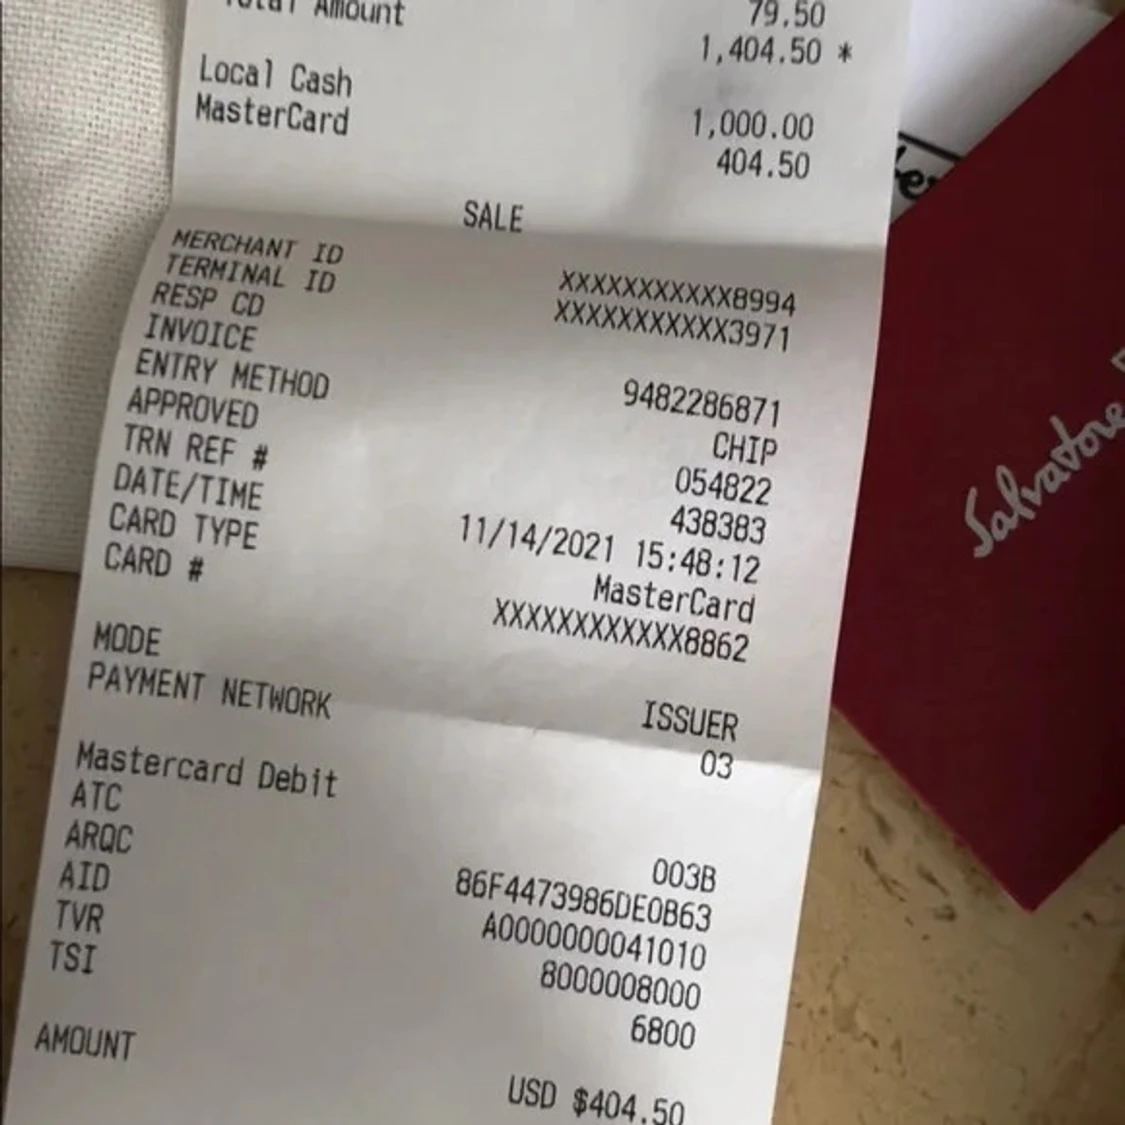 Total Amount 79.50
1,404.50 *
Local Cash 1,000.00
MasterCard 404.50
SALE
MERCHANT ID XXXXXXXXXXX8994
TERMINAL ID XXXXXXXXXXX3971
RESP CD
INVOICE 9482286871
ENTRY METHOD CHIP
APPROVED 054822
TRN REF # 438383
DATE/TIME 11/14/2021 15:48:12
CARD TYPE MasterCard
CARD # XXXXXXXXXXXX8862
MODE ISSUER
PAYMENT NETWORK 03
Mastercard Debit
ATC 003B
ARQC 86F4473986DE0B63
AID A0000000041010
TVR 8000008000
TSI 6800
AMOUNT USD $404.50
Salvatore